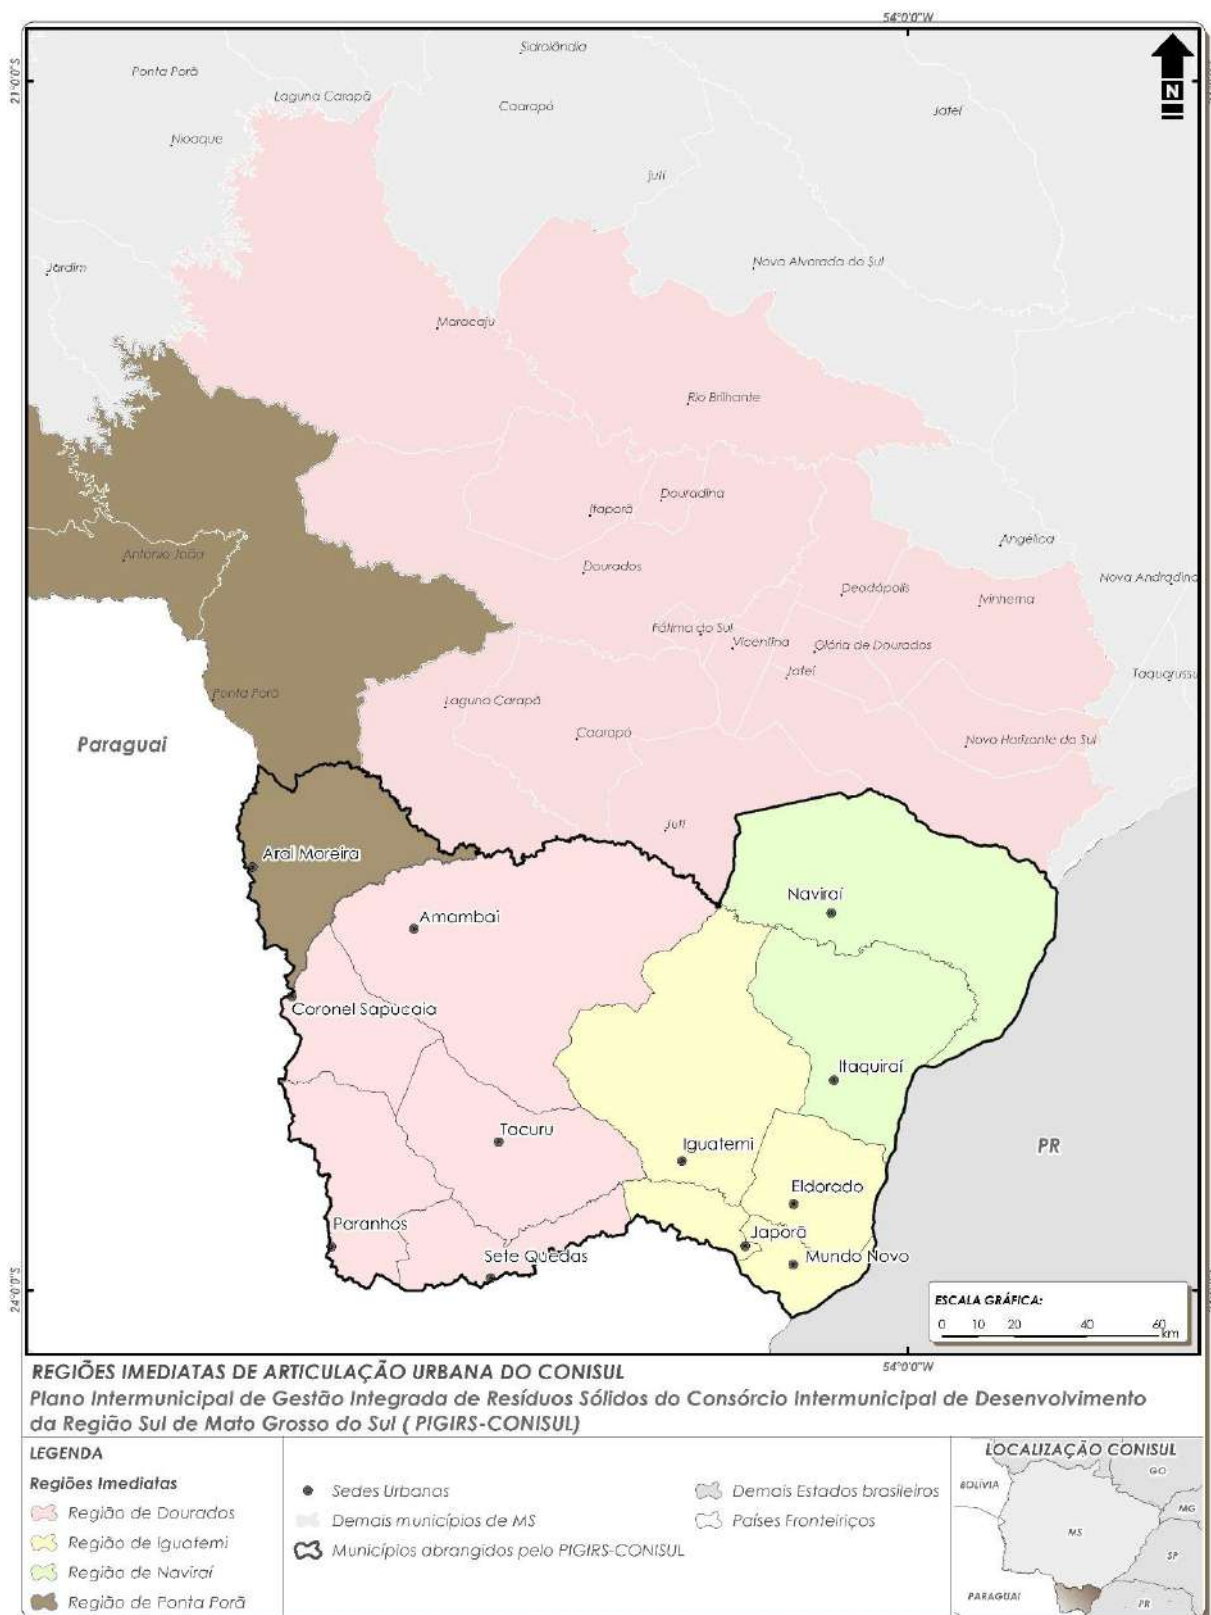 54°0'0"W
21°0'0"S
Sidrolândia
Ponta Porã
Laguna Carapã
Caarapó
Jateí
N
Nioaque
Juti
Jardim
Nova Alvorada do Sul
Maracaju
Rio Brilhante
Douradina
Itaporã
Angélica
Antônio João
Dourados
Deodápolis
Nova Andradina
Ivinhema
Fátima do Sul
Vicentina
Glória de Dourados
Jateí
Taquarussu
Ponta Porã
Laguna Carapã
Caarapó
Novo Horizonte do Sul
Paraguai
Juti
Aral Moreira
Naviraí
Amambai
Coronel Sapucaia
Itaquiraí
Tacuru
Iguatemi
PR
Eldorado
Paranhos
Japorã
Sete Quedas
Mundo Novo
24°0'0"S
ESCALA GRÁFICA:
0 10 20 40 60
km
54°0'0"W
REGIÕES IMEDIATAS DE ARTICULAÇÃO URBANA DO CONISUL
Plano Intermunicipal de Gestão Integrada de Resíduos Sólidos do Consórcio Intermunicipal de Desenvolvimento
da Região Sul de Mato Grosso do Sul ( PIGIRS-CONISUL)
LEGENDA
Regiões Imediatas
Região de Dourados
Região de Iguatemi
Região de Naviraí
Região de Ponta Porã
Sedes Urbanas
Demais municípios de MS
Municípios abrangidos pelo PIGIRS-CONISUL
Demais Estados brasileiros
Países Fronteiriços
LOCALIZAÇÃO CONISUL
BOLÍVIA
GO
MG
MS
SP
PARAGUAI
PR